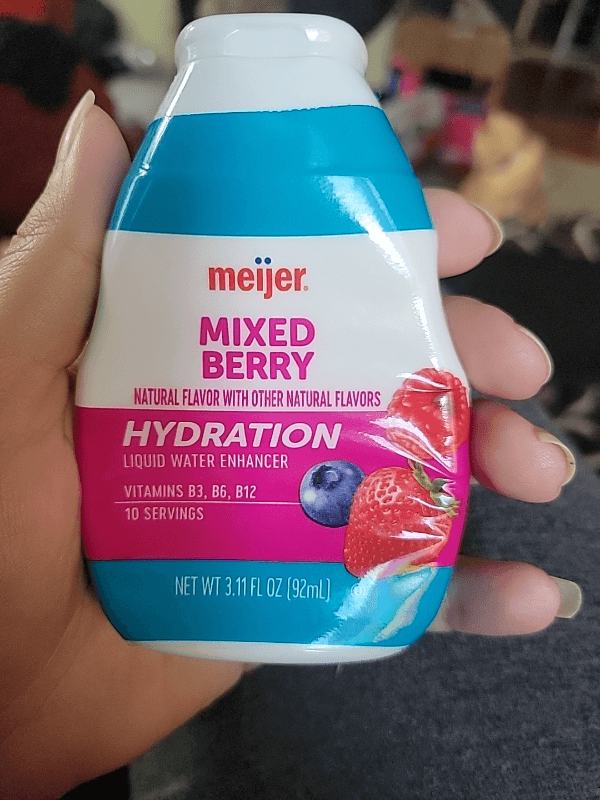 meijer
MIXED
BERRY
NATURAL FLAVOR WITH OTHER NATURAL FLAVORS
HYDRATION
LIQUID WATER ENHANCER
VITAMINS B3, B6, B12
10 SERVINGS
NET WT 3.11 FL OZ (92mL)